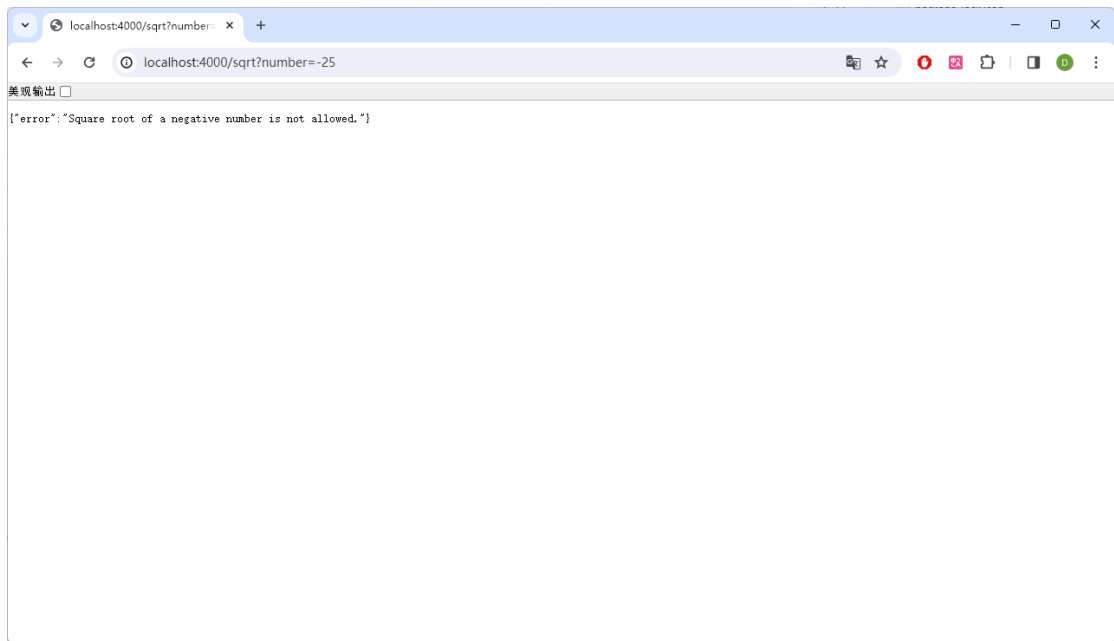 localhost:4000/sqrt?number=
localhost:4000/sqrt?number=-25
D
美观输出
{"error":"Square root of a negative number is not allowed."}